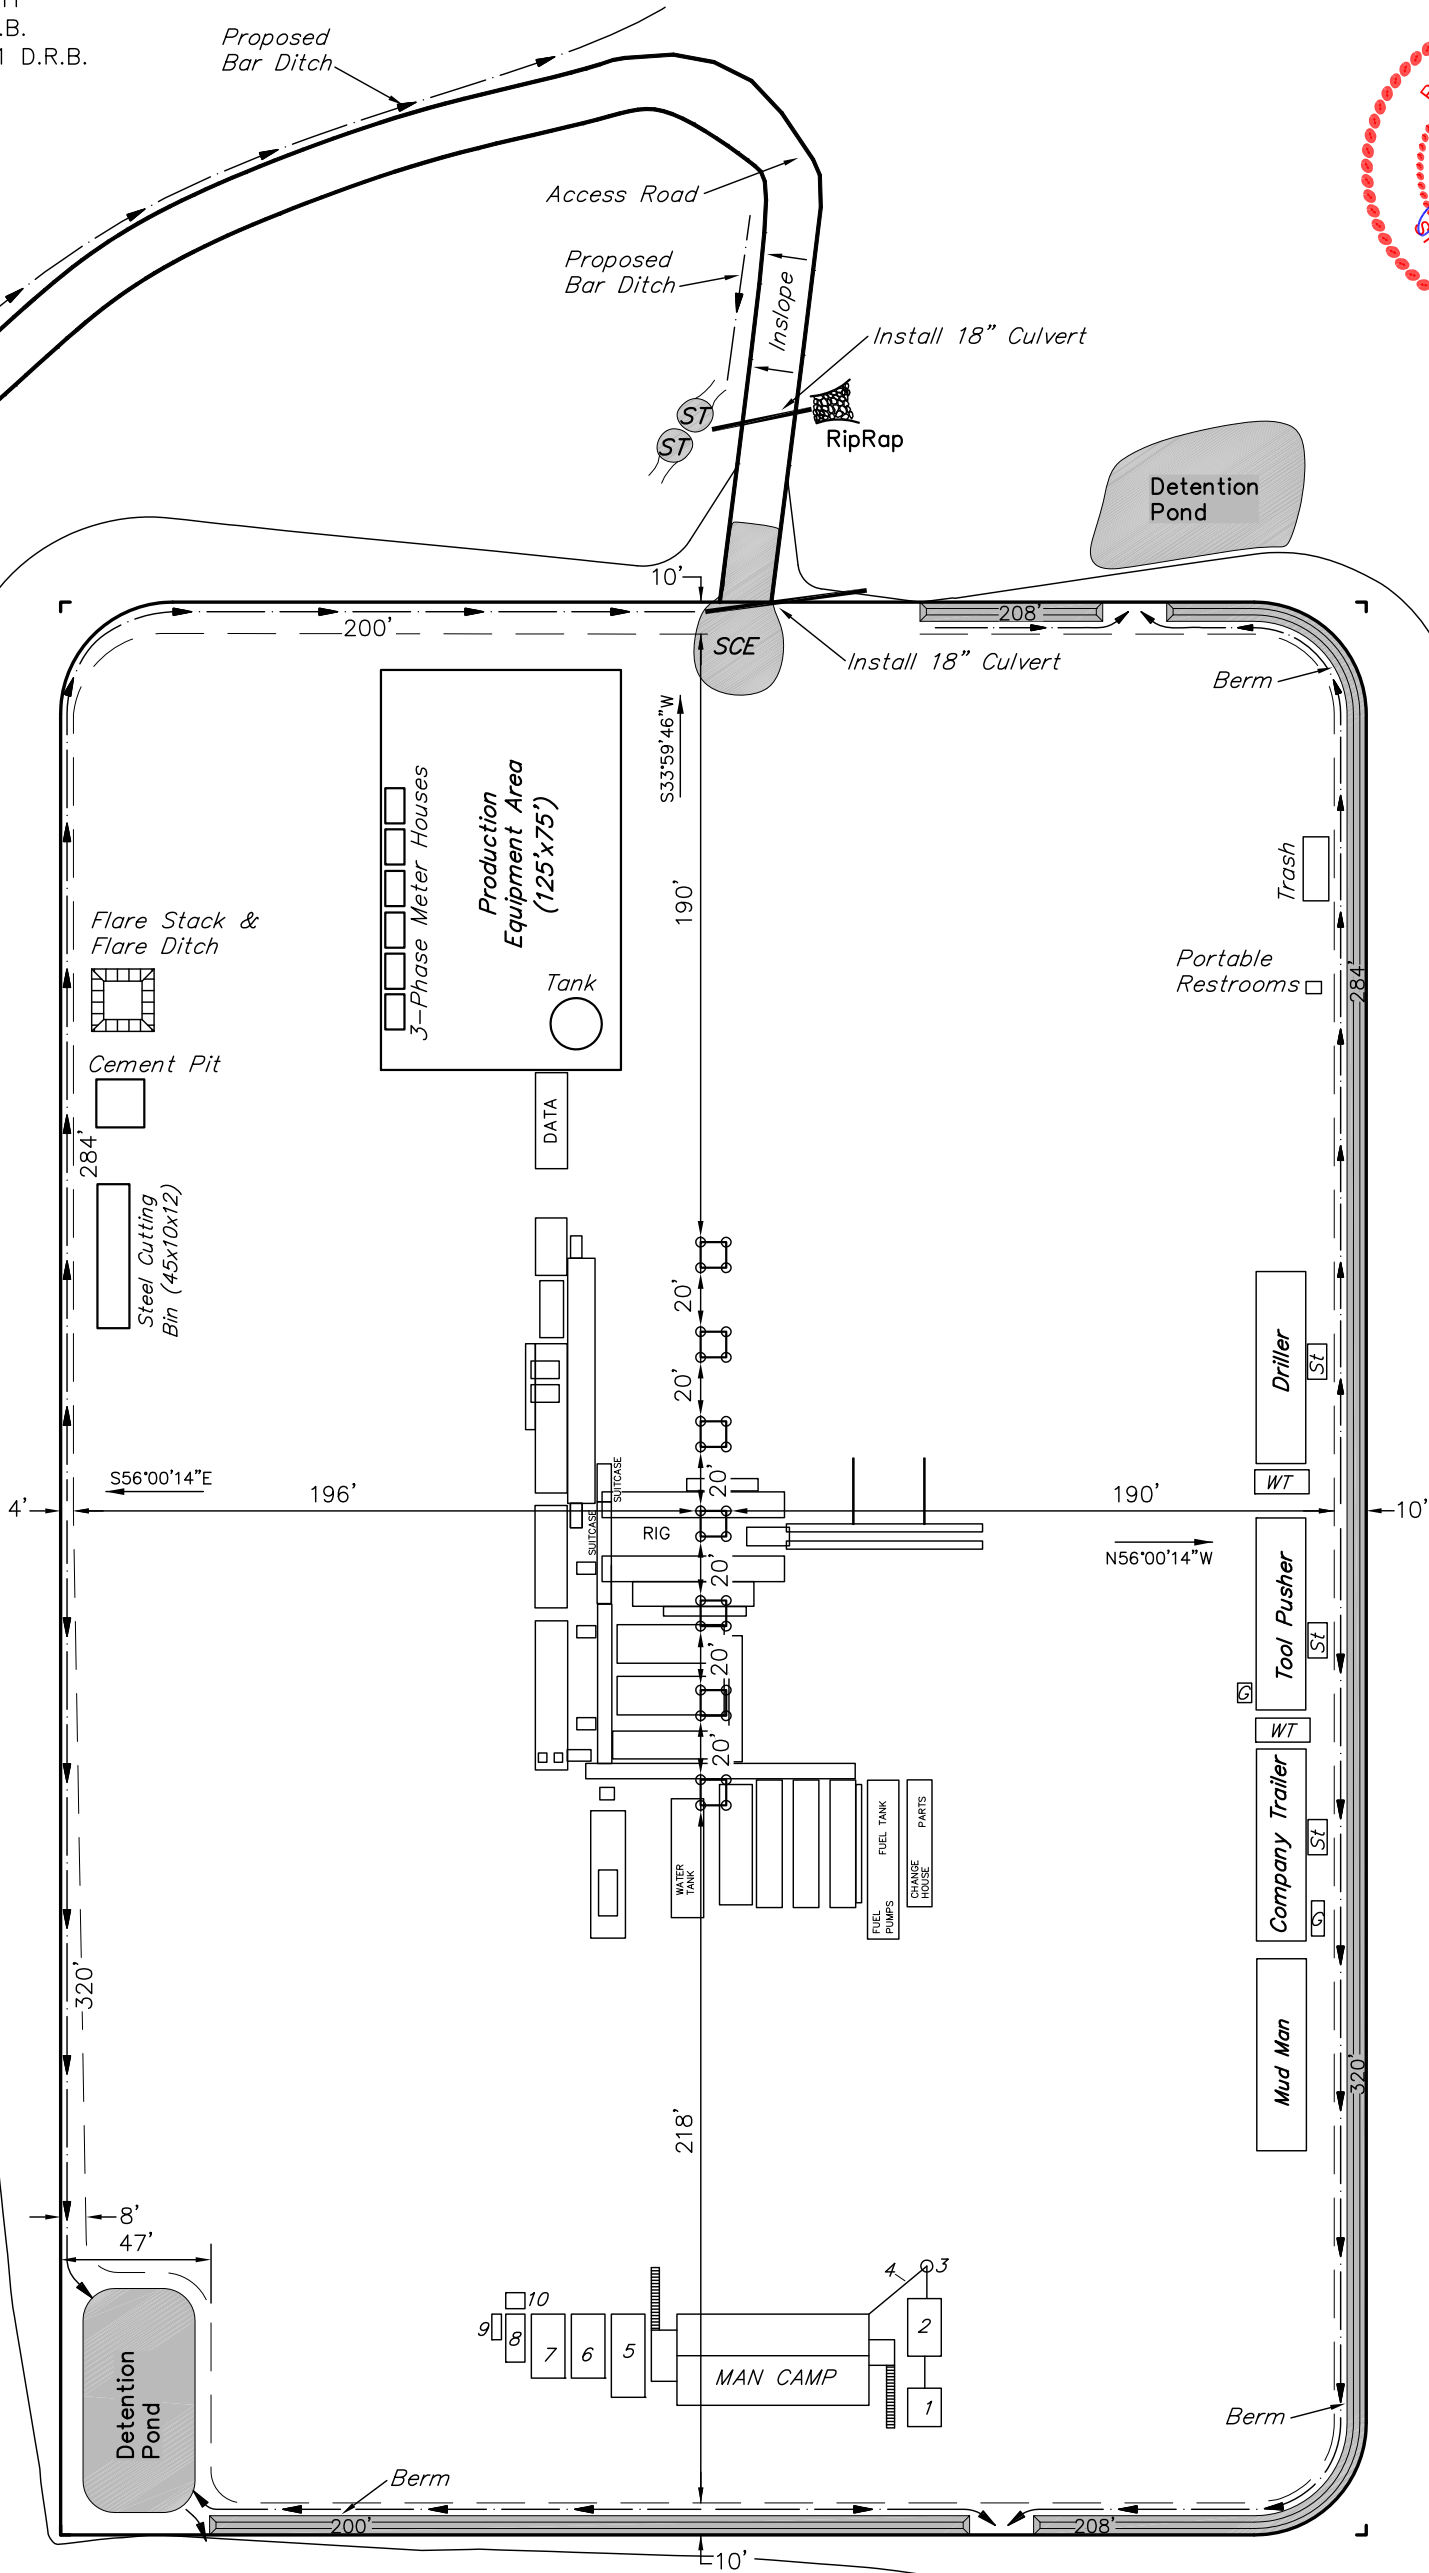 .B.
1 D.R.B.
Proposed
Bar Ditch
Access Road
Proposed
Bar Ditch
Inslope
Install 18" Culvert
ST
ST
RipRap
Detention
Pond
10'
200'
208'
SCE
Install 18" Culvert
Berm
S33°59'46"W
Production
Equipment Area
(125'x75')
3-Phase Meter Houses
190'
Trash
Flare Stack &
Flare Ditch
Portable
Restrooms
284'
Tank
Cement Pit
DATA
284'
Steel Cutting
Bin (45x10x12)
20'
20'
Driller
St
SUITCASE
20'
S56°00'14"E
WT
4'
196'
190'
10'
SUITCASE
RIG
N56°00'14"W
20'
Tool Pusher
St
20'
G
WT
20'
Company Trailer
St
WATER
TANK
FUEL TANK
FUEL
PUMPS
PARTS
CHANGE
HOUSE
G
320'
Mud Man
320'
218'
8'
47'
4
3
10
9
8
7
6
5
2
MAN CAMP
1
Detention
Pond
Berm
Berm
200'
208'
10'